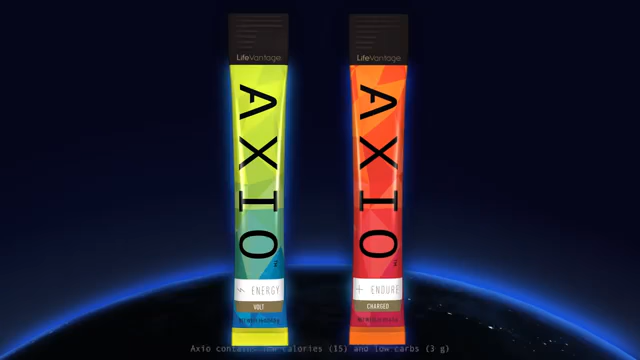 LifeVantage
AXIO
ENERGY
VOLT
LifeVantage
AXIO
ENDURE
CHARGED
Axio contains low calories (15) and low carbs (3 g)